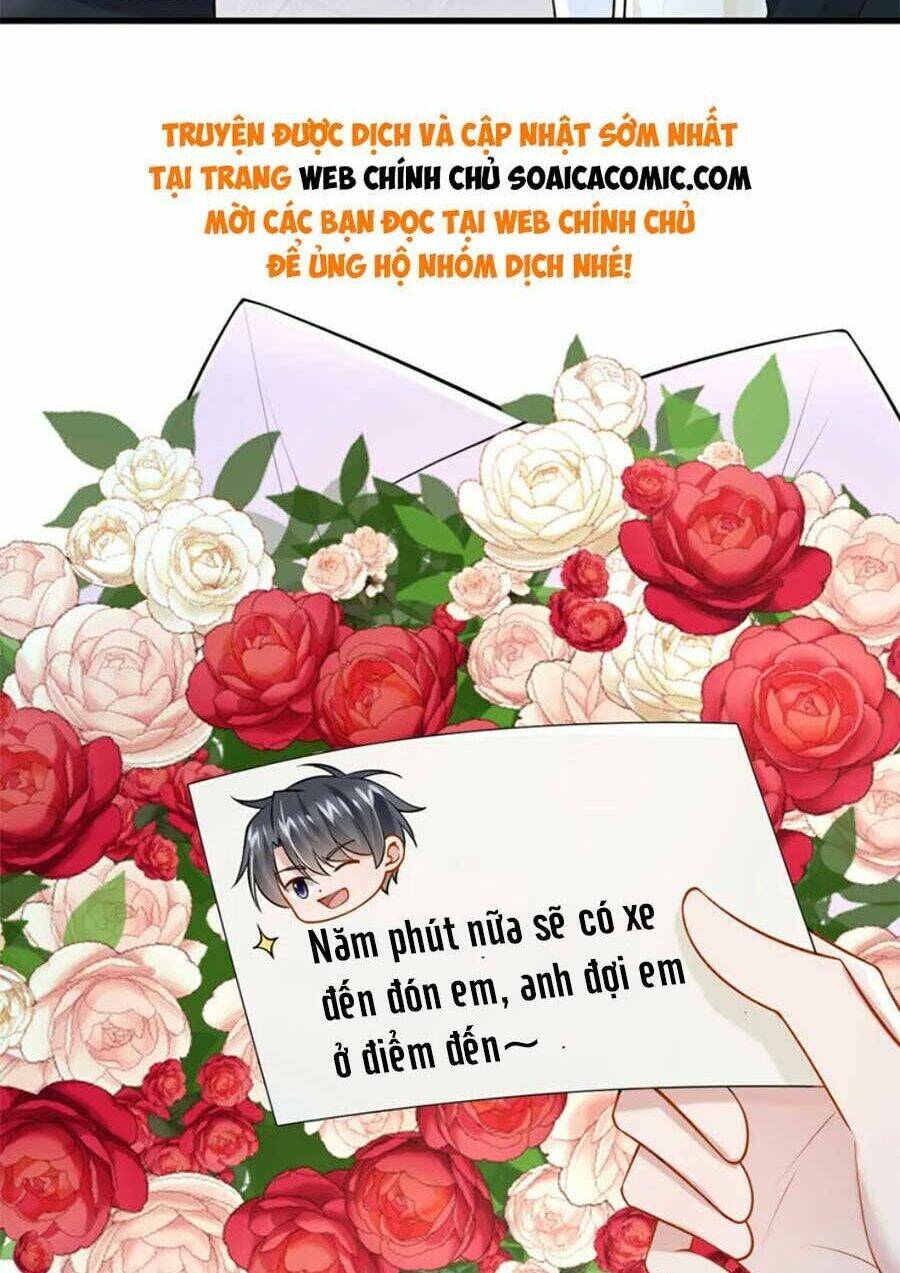 TRUYỆN ĐƯỢC DỊCH VÀ CẬP NHẬT SỚM NHẤT
TẠI TRANG WEB CHÍNH CHỦ SOAICACOMIC.COM
MỜI CÁC BẠN ĐỌC TẠI WEB CHÍNH CHỦ
ĐỂ ỦNG HỘ NHÓM DỊCH NHÉ!
Năm phút nữa sẽ có xe
đến đón em, anh đợi em
ở điểm đến~